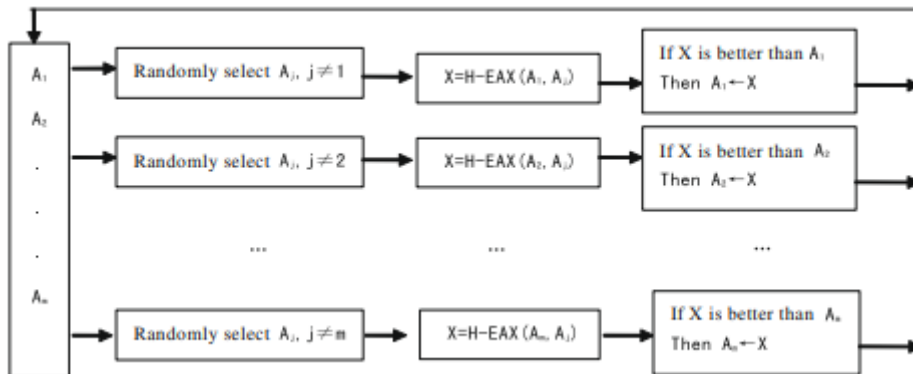 A₁
A₂
.
.
.
Aₘ
Randomly select Aⱼ, j≠1
X=H-EAX(A₁, Aⱼ)
If X is better than A₁
Then A₁←X
Randomly select Aⱼ, j≠2
X=H-EAX(A₂, Aⱼ)
If X is better than A₂
Then A₂←X
... ... ...
Randomly select Aⱼ, j≠m
X=H-EAX(Aₘ, Aⱼ)
If X is better than Aₘ
Then Aₘ←X